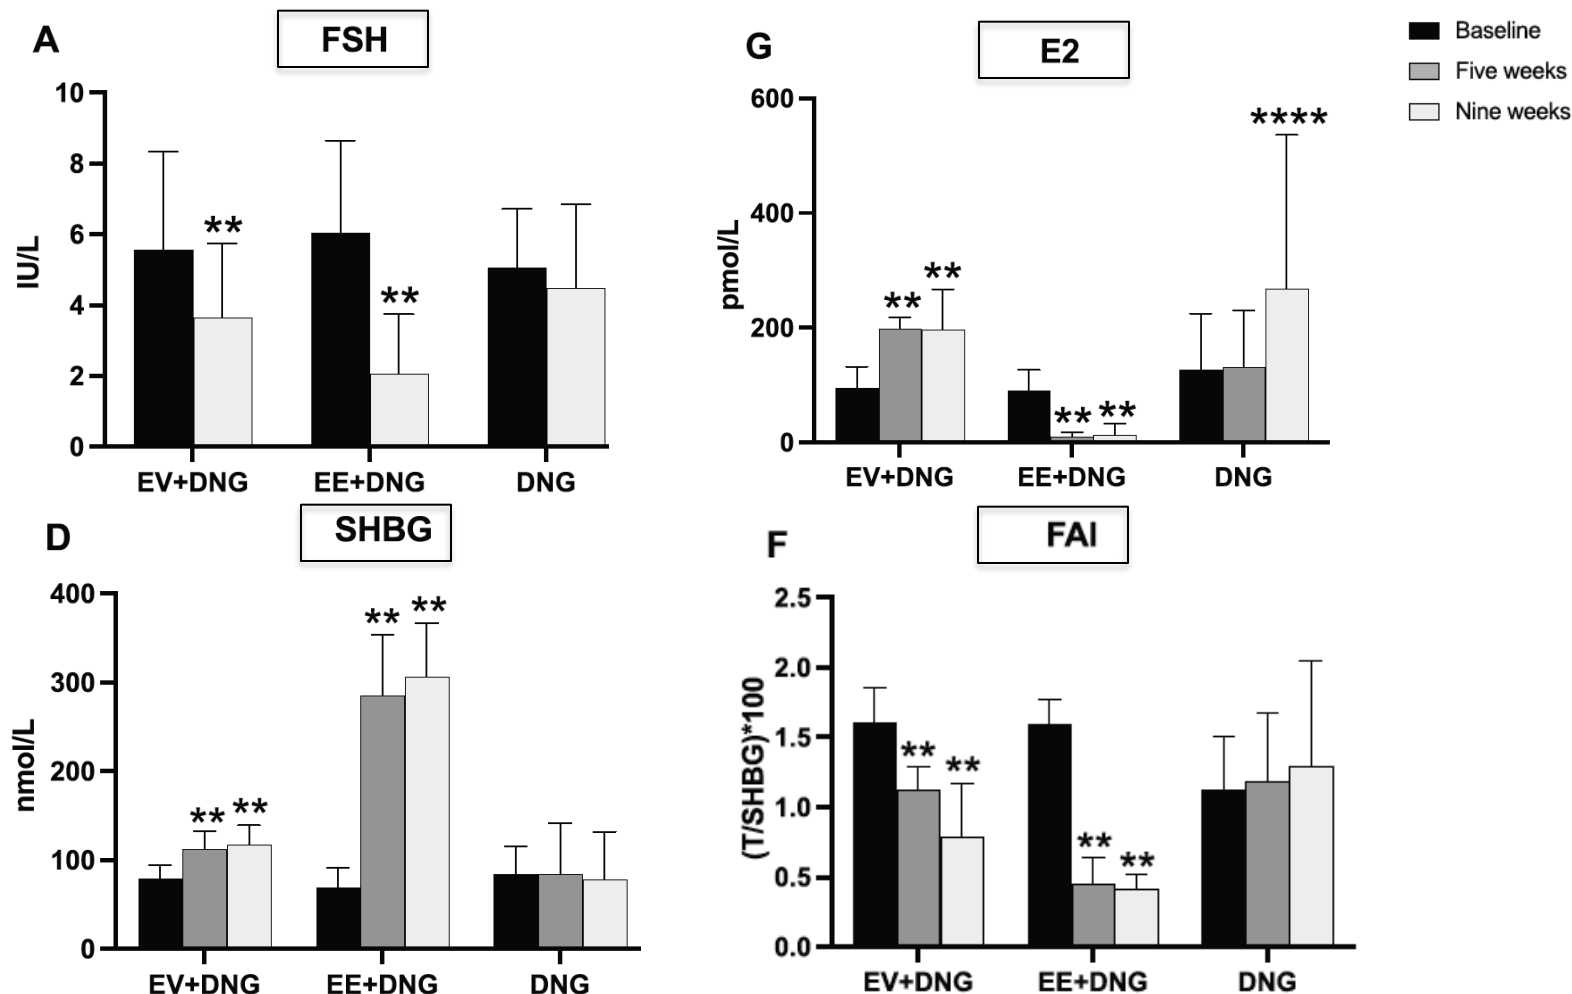 A
FSH
10
8
6
4
2
0
IU/L
**
**
EV+DNG
EE+DNG
DNG
G
E2
600
400
200
0
pmol/L
**
**
**
**
****
EV+DNG
EE+DNG
DNG
Baseline
Five weeks
Nine weeks
D
SHBG
400
300
200
100
0
nmol/L
**
**
**
**
EV+DNG
EE+DNG
DNG
F
FAI
2.5
2.0
1.5
1.0
0.5
0.0
(T/SHBG)*100
**
**
**
**
EV+DNG
EE+DNG
DNG